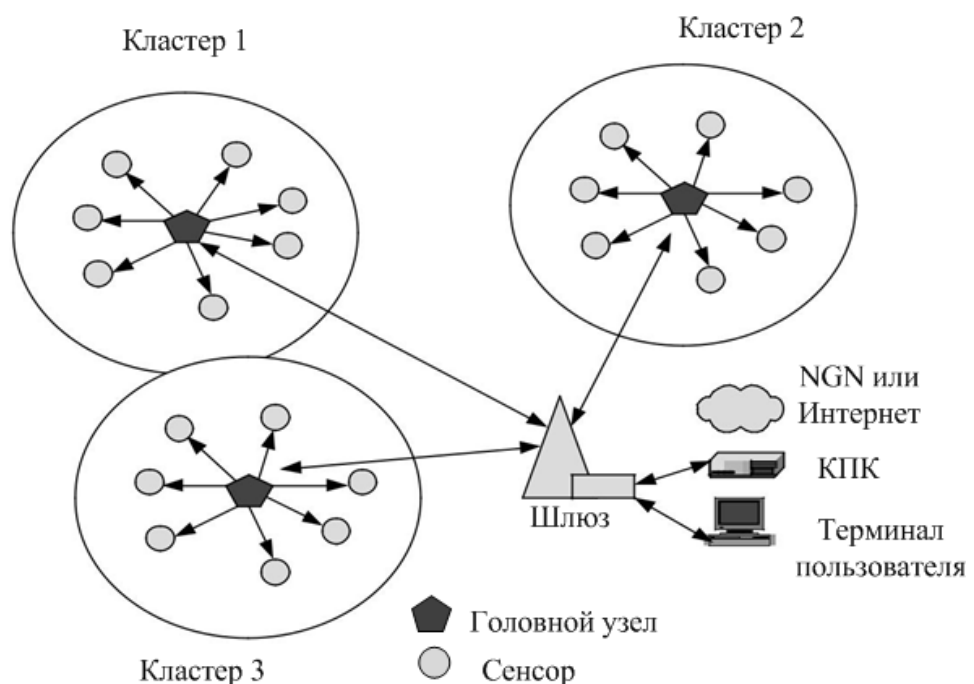 Кластер 1
Кластер 2
NGN или
Интернет
КПК
Шлюз
Терминал
пользователя
Головной узел
Кластер 3
Сенсор